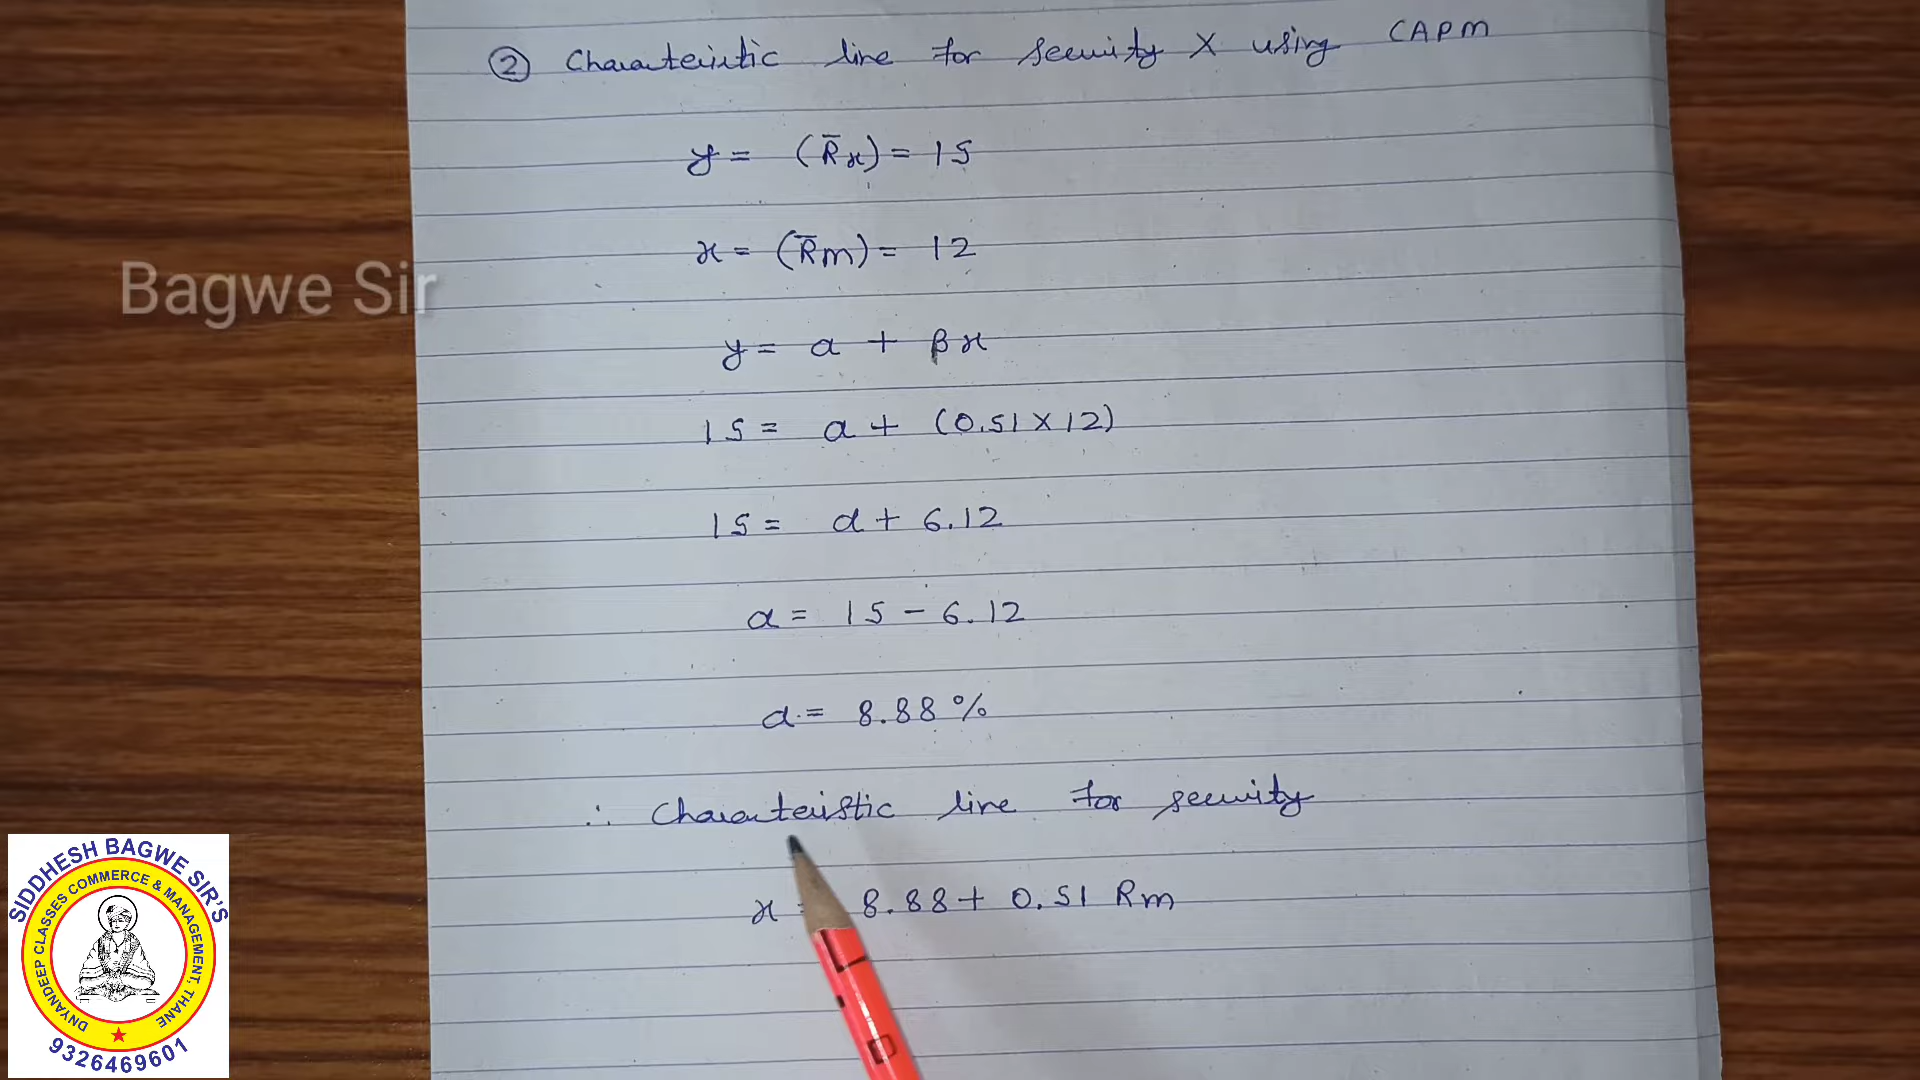 ② Characteristic line for security X using CAPM
y = (R̄x) = 15
x = (R̄m) = 12
Bagwe Sir
y = α + βx
15 = α + (0.51 × 12)
15 = α + 6.12
α = 15 - 6.12
α = 8.88 %
∴ Characteristic line for security
x = 8.88 + 0.51 Rm
SIDDHESH BAGWE SIR'S
DNYANDEEP CLASSES COMMERCE & MANAGEMENT, THANE
9326469601